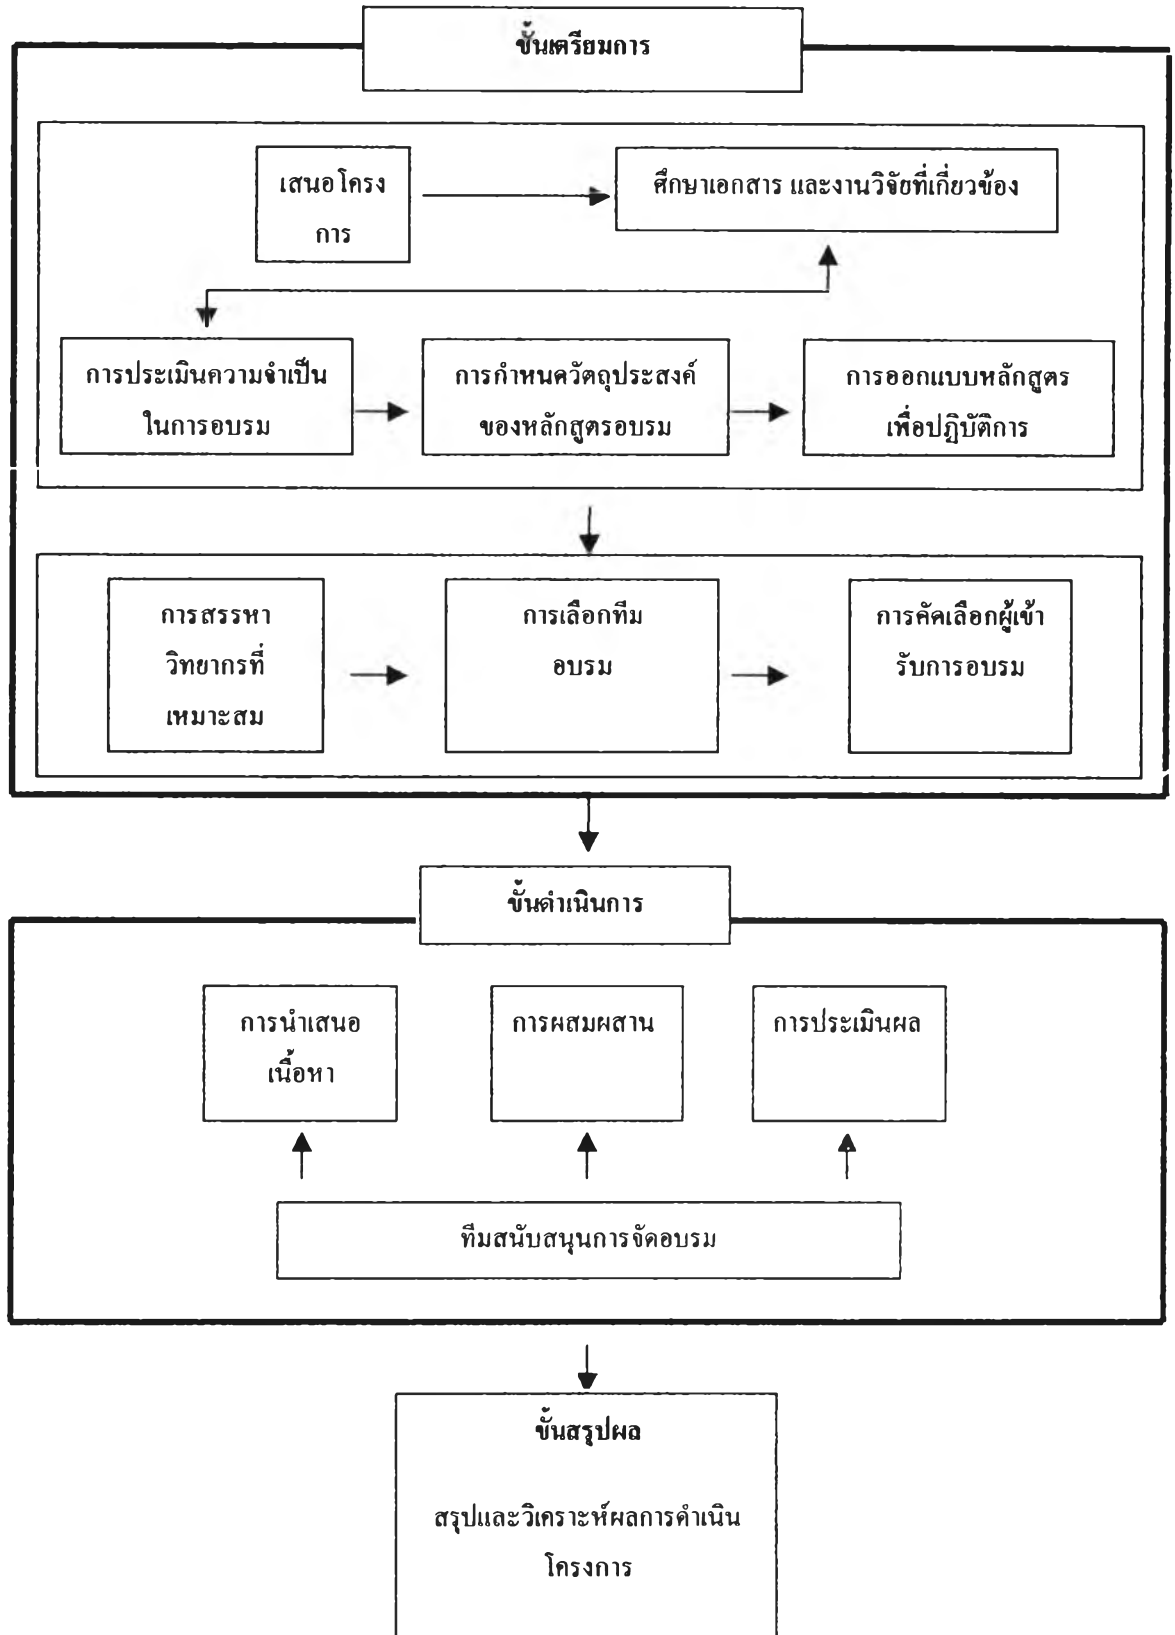 ขั้นเตรียมการ
เสนอโครง
การ
ศึกษาเอกสาร และงานวิจัยที่เกี่ยวข้อง
การประเมินความจำเป็น
ในการอบรม
การกำหนดวัตถุประสงค์
ของหลักสูตรอบรม
การออกแบบหลักสูตร
เพื่อปฏิบัติการ
การสรรหา
วิทยากรที่
เหมาะสม
การเลือกทีม
อบรม
การคัดเลือกผู้เข้า
รับการอบรม
ขั้นดำเนินการ
การนำเสนอ
เนื้อหา
การผสมผสาน
การประเมินผล
ทีมสนับสนุนการจัดอบรม
ขั้นสรุปผล
สรุปและวิเคราะห์ผลการดำเนิน
โครงการ